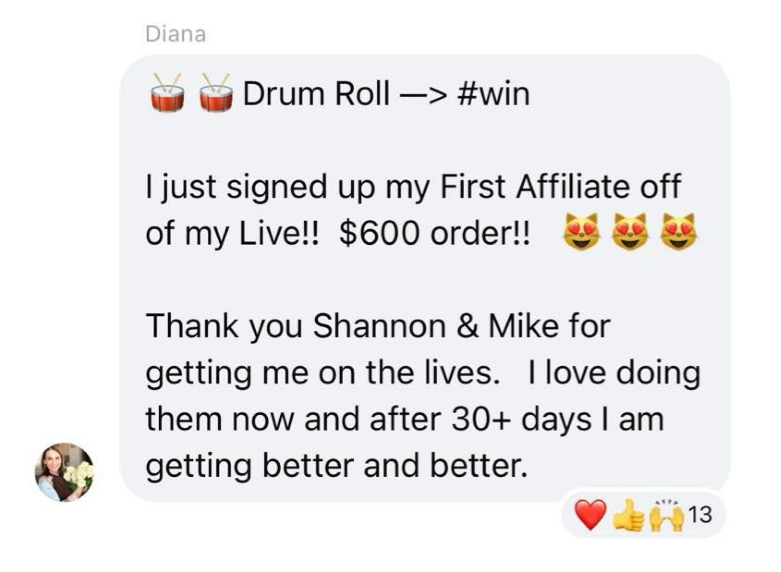 Diana
🥁 🥁 Drum Roll —> #win
I just signed up my First Affiliate off
of my Live!! $600 order!! 😻 😻 😻
Thank you Shannon & Mike for
getting me on the lives. I love doing
them now and after 30+ days I am
getting better and better.
❤️ 👍 🙌 13